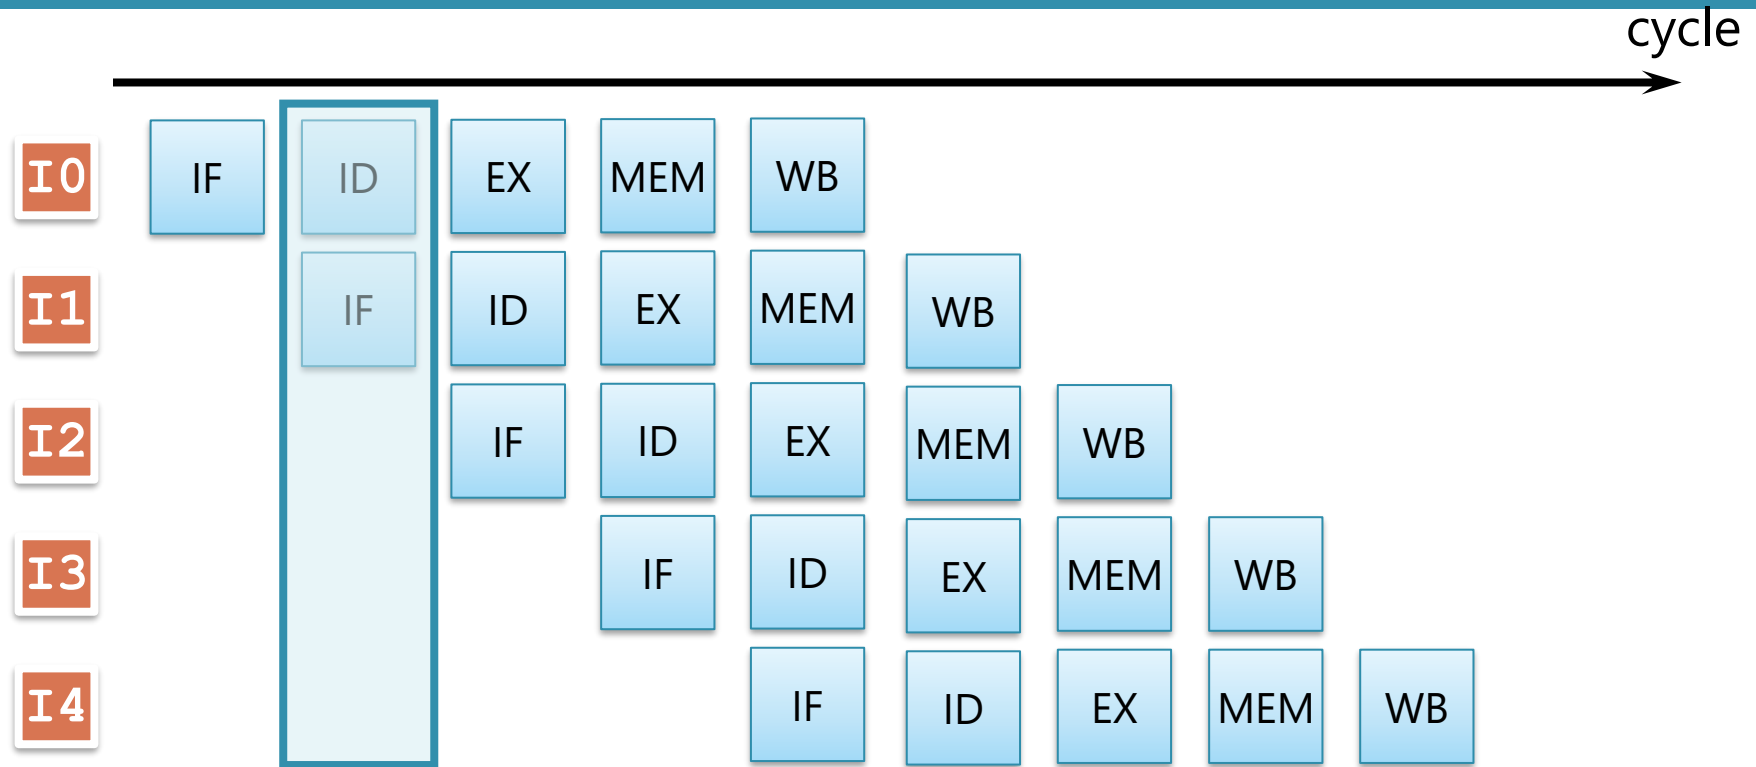 cycle
I0 IF ID EX MEM WB
I1 IF ID EX MEM WB
I2 IF ID EX MEM WB
I3 IF ID EX MEM WB
I4 IF ID EX MEM WB